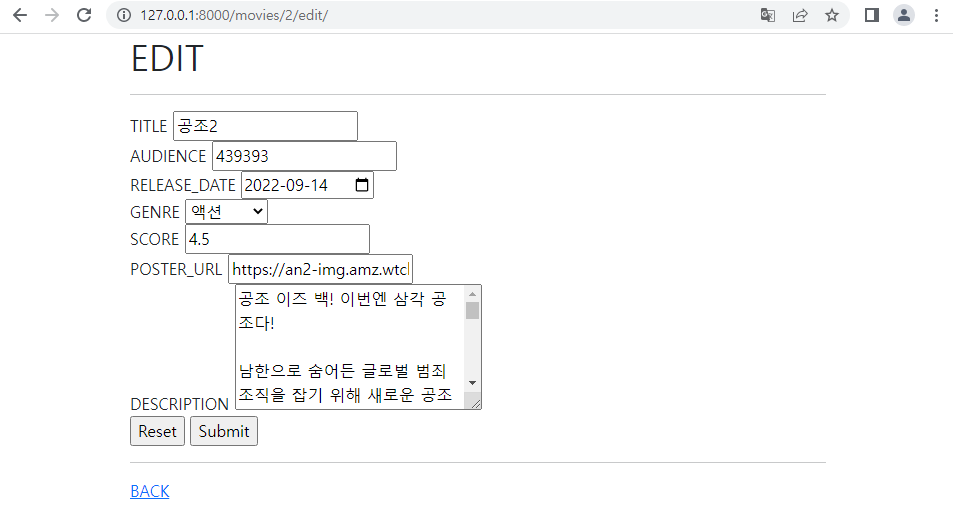 127.0.0.1:8000/movies/2/edit/
EDIT
TITLE 공조2
AUDIENCE 439393
RELEASE_DATE 2022-09-14
GENRE 액션
SCORE 4.5
POSTER_URL https://an2-img.amz.wtc
공조 이즈 백! 이번엔 삼각 공
조다!
남한으로 숨어든 글로벌 범죄
조직을 잡기 위해 새로운 공조
DESCRIPTION
Reset Submit
BACK